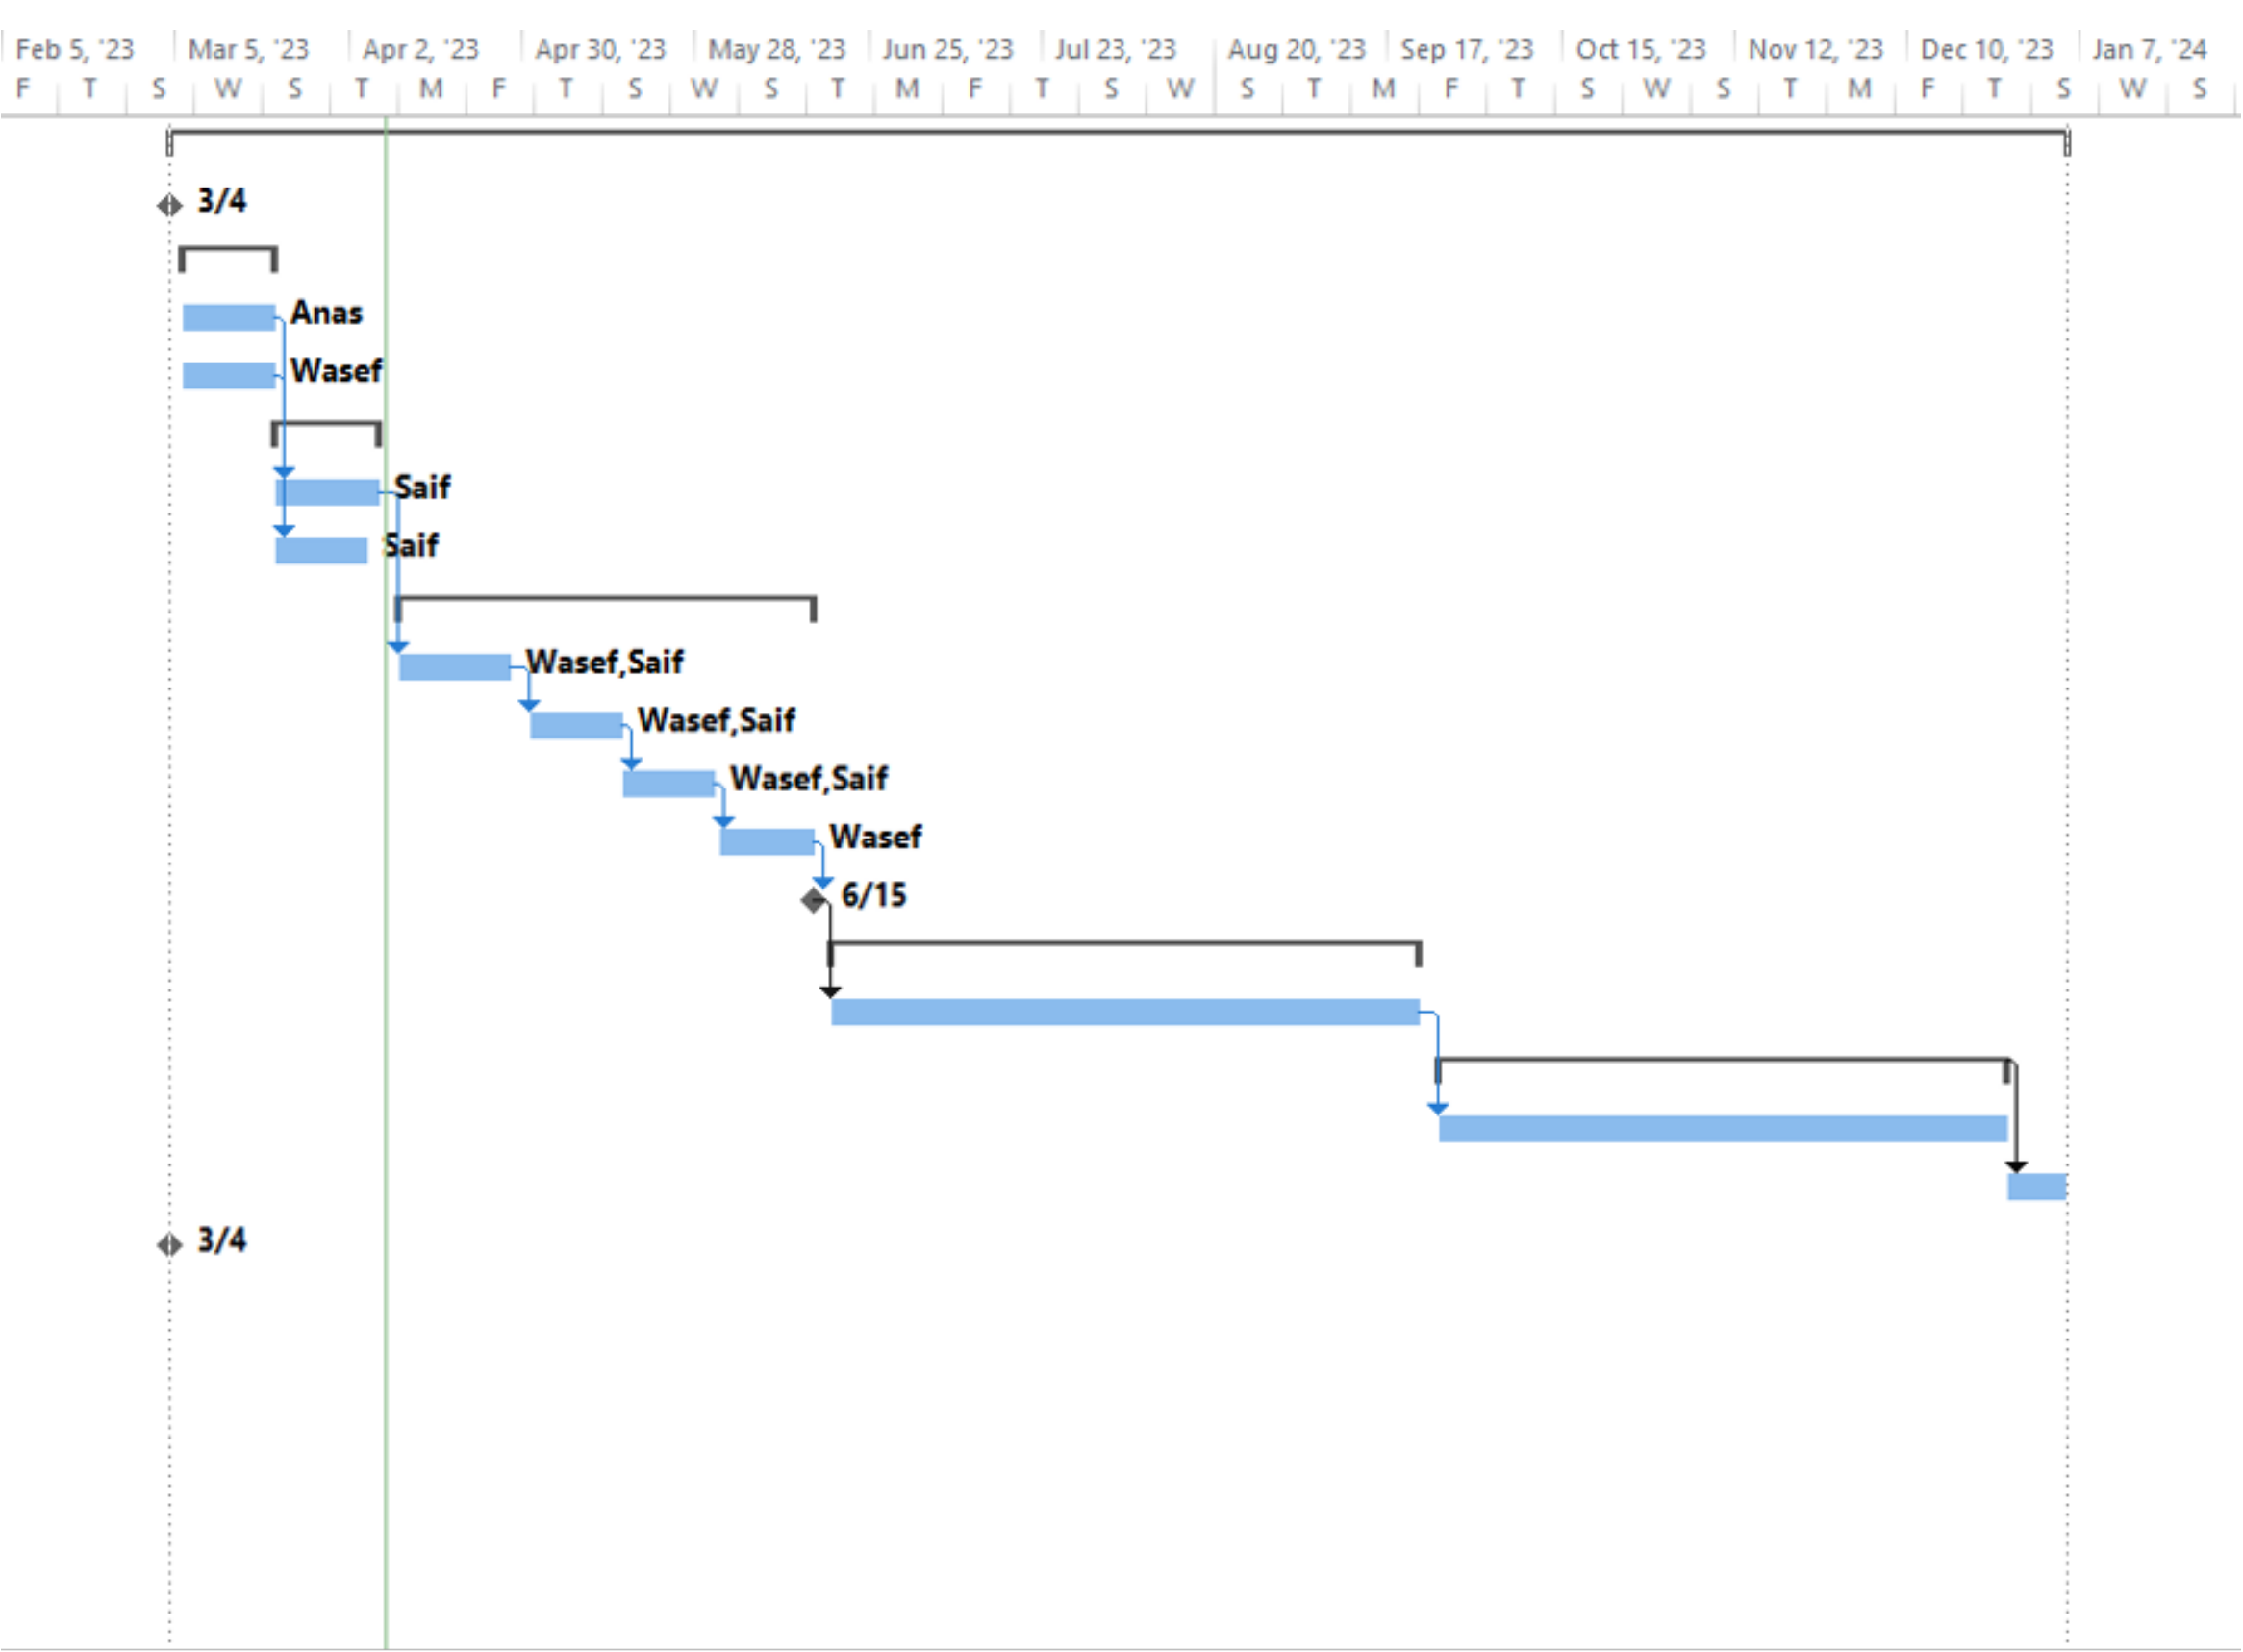 Feb 5, '23 Mar 5, '23 Apr 2, '23 Apr 30, '23 May 28, '23 Jun 25, '23 Jul 23, '23 Aug 20, '23 Sep 17, '23 Oct 15, '23 Nov 12, '23 Dec 10, '23 Jan 7, '24
F T S W S T M F T S W S T M F T S W S T M F T S W S T M F T S W S
3/4
Anas
Wasef
Saif
Saif
Wasef,Saif
Wasef,Saif
Wasef,Saif
Wasef
6/15
3/4